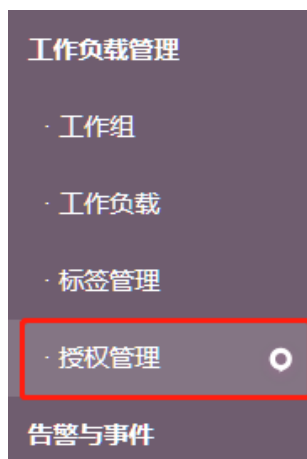 工作负载管理
· 工作组
· 工作负载
· 标签管理
· 授权管理
告警与事件